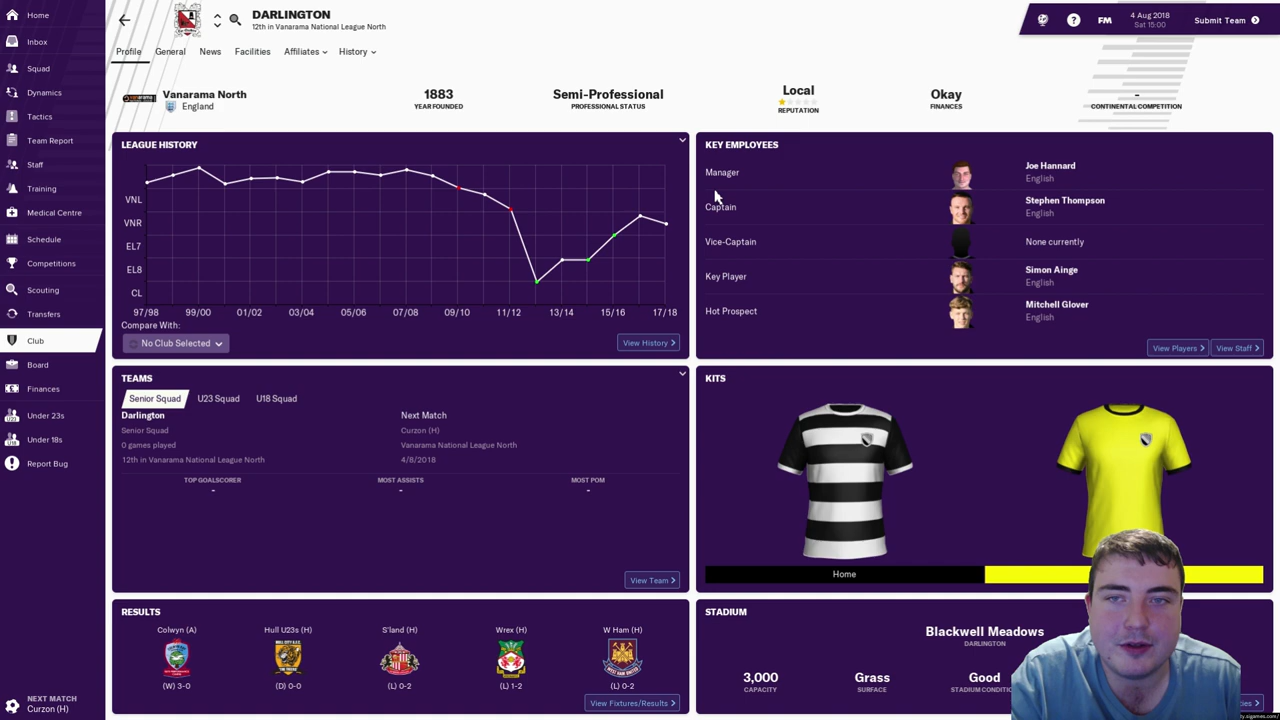 Home
Inbox
Squad
Dynamics
Tactics
Team Report
Staff
Training
Medical Centre
Schedule
Competitions
Scouting
Transfers
Club
Board
Finances
Under 23s
Under 18s
Report Bug
NEXT MATCH
Curzon (H)
DARLINGTON
12th in Vanarama National League North
FM
4 Aug 2018
Sat 15:00
Submit Team
Profile General News Facilities Affiliates History
Vanarama North
England
1883
YEAR FOUNDED
Semi-Professional
PROFESSIONAL STATUS
Local
REPUTATION
Okay
FINANCES
-
CONTINENTAL COMPETITION
LEAGUE HISTORY
VNL
VNR
EL7
EL8
CL
97/98 99/00 01/02 03/04 05/06 07/08 09/10 11/12 13/14 15/16 17/18
Compare With:
No Club Selected
View History
KEY EMPLOYEES
Manager
Joe Hannard
English
Captain
Stephen Thompson
English
Vice-Captain
None currently
Key Player
Simon Ainge
English
Hot Prospect
Mitchell Glover
English
View Players View Staff
TEAMS
Senior Squad U23 Squad U18 Squad
Darlington
Senior Squad
0 games played
12th in Vanarama National League North
Next Match
Curzon (H)
Vanarama National League North
4/8/2018
TOP GOALSCORER
-
MOST ASSISTS
-
MOST POM
-
View Team
KITS
Home
RESULTS
Colwyn (A) Hull U23s (H) S'land (H) Wrex (H) W Ham (H)
(W) 3-0 (D) 0-0 (L) 0-2 (L) 1-2 (L) 0-2
View Fixtures/Results
STADIUM
Blackwell Meadows
DARLINGTON
3,000
CAPACITY
Grass
SURFACE
Good